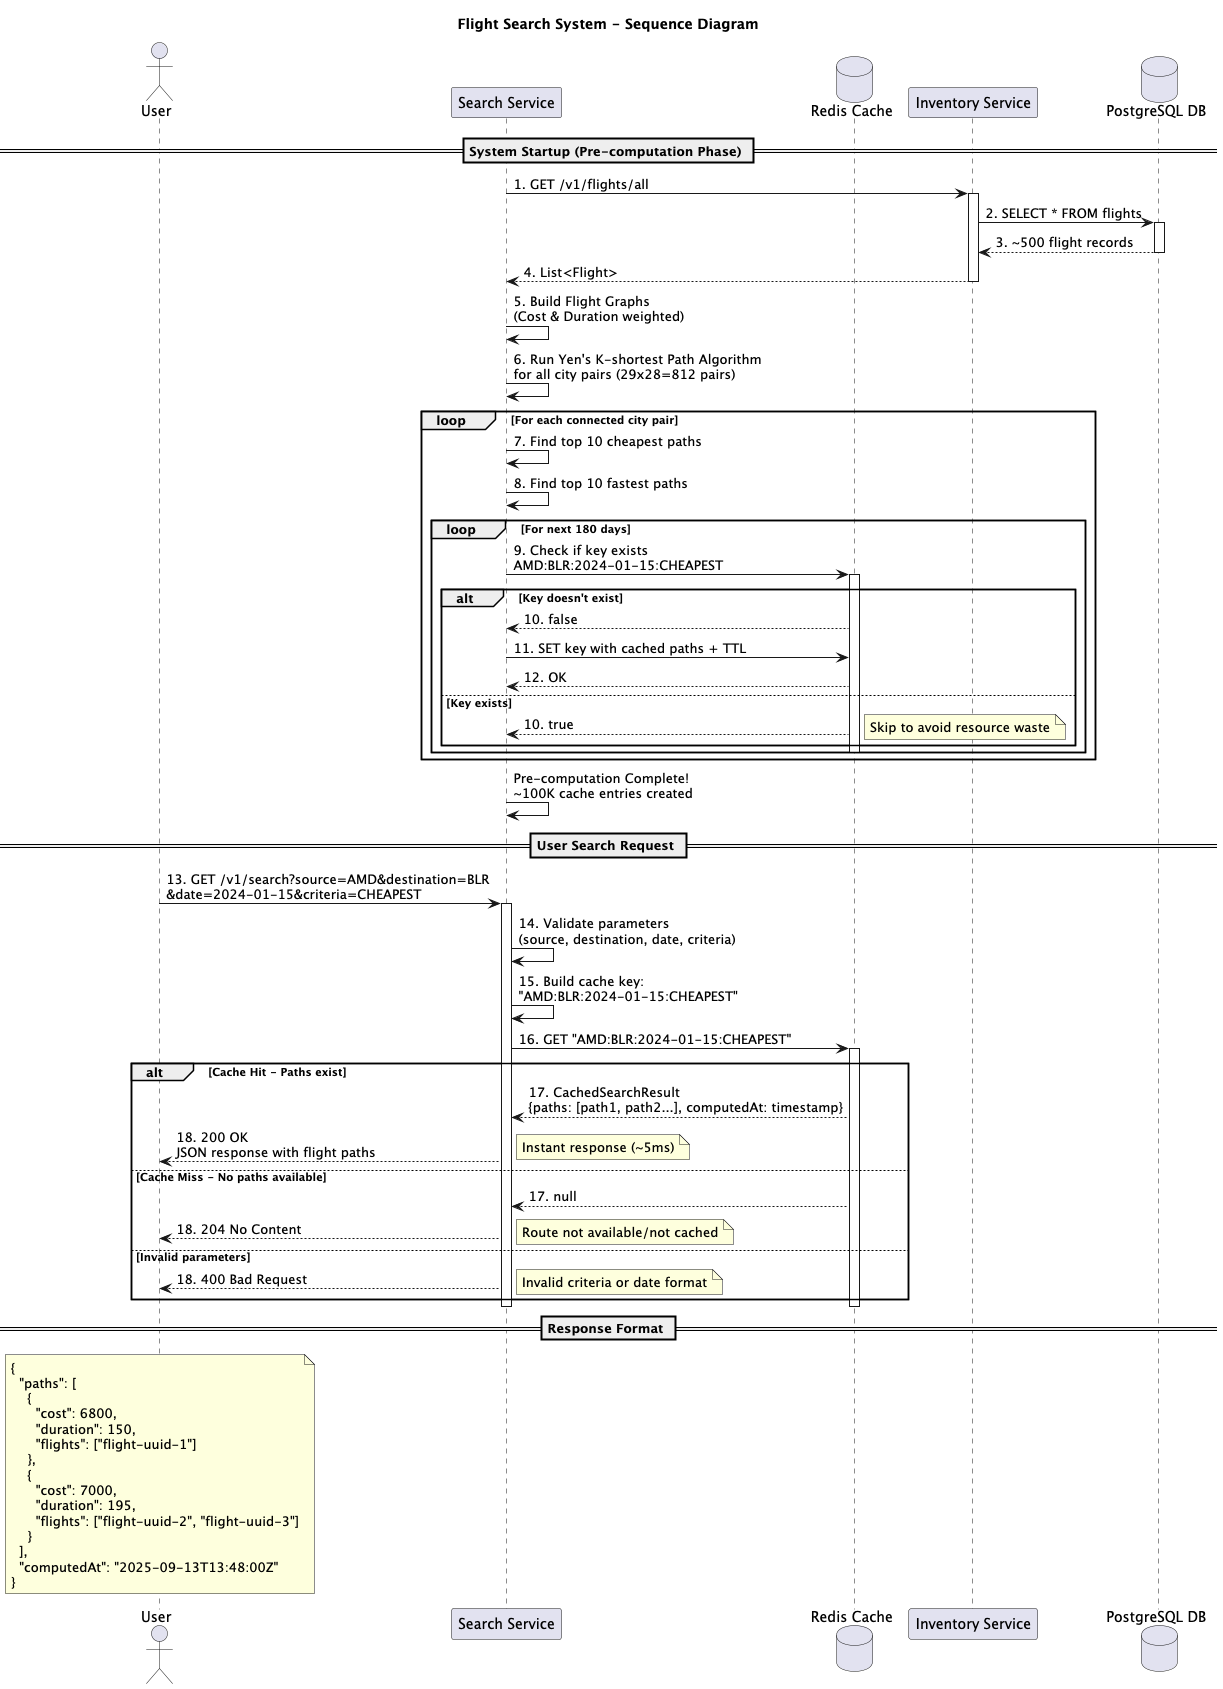 Flight Search System - Sequence Diagram
User
Search Service
Redis Cache
Inventory Service
PostgreSQL DB
System Startup (Pre-computation Phase)
1. GET /v1/flights/all
2. SELECT * FROM flights
3. ~500 flight records
4. List<Flight>
5. Build Flight Graphs
(Cost & Duration weighted)
6. Run Yen's K-shortest Path Algorithm
for all city pairs (29x28=812 pairs)
loop
[For each connected city pair]
7. Find top 10 cheapest paths
8. Find top 10 fastest paths
loop
[For next 180 days]
9. Check if key exists
AMD:BLR:2024-01-15:CHEAPEST
alt
[Key doesn't exist]
10. false
11. SET key with cached paths + TTL
12. OK
[Key exists]
10. true
Skip to avoid resource waste
Pre-computation Complete!
~100K cache entries created
User Search Request
13. GET /v1/search?source=AMD&destination=BLR
&date=2024-01-15&criteria=CHEAPEST
14. Validate parameters
(source, destination, date, criteria)
15. Build cache key:
"AMD:BLR:2024-01-15:CHEAPEST"
16. GET "AMD:BLR:2024-01-15:CHEAPEST"
alt
[Cache Hit - Paths exist]
17. CachedSearchResult
{paths: [path1, path2...], computedAt: timestamp}
18. 200 OK
JSON response with flight paths
Instant response (~5ms)
[Cache Miss - No paths available]
17. null
18. 204 No Content
Route not available/not cached
[Invalid parameters]
18. 400 Bad Request
Invalid criteria or date format
Response Format
{
"paths": [
{
"cost": 6800,
"duration": 150,
"flights": ["flight-uuid-1"]
},
{
"cost": 7000,
"duration": 195,
"flights": ["flight-uuid-2", "flight-uuid-3"]
}
],
"computedAt": "2025-09-13T13:48:00Z"
}
User
Search Service
Redis Cache
Inventory Service
PostgreSQL DB